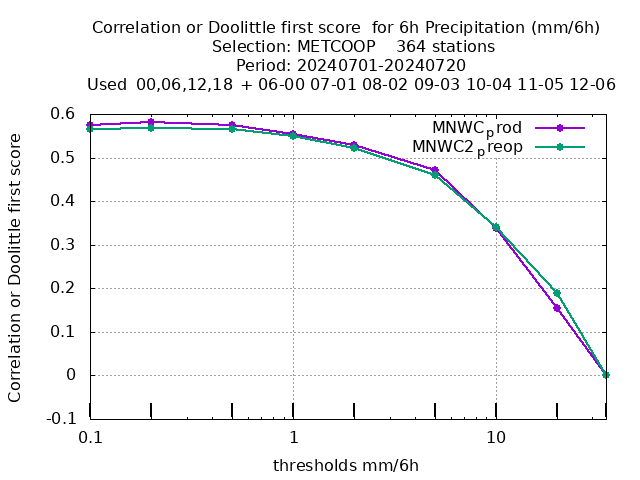 Correlation or Doolittle first score  for 6h Precipitation (mm/6h)
Selection: METCOOP    364 stations
Period: 20240701-20240720
Used  00,06,12,18  + 06-00 07-01 08-02 09-03 10-04 11-05 12-06
MNWCprod
MNWC2preop
0.6
0.5
0.4
0.3
0.2
0.1
0
-0.1
0.1
1
10
Correlation or Doolittle first score
thresholds mm/6h